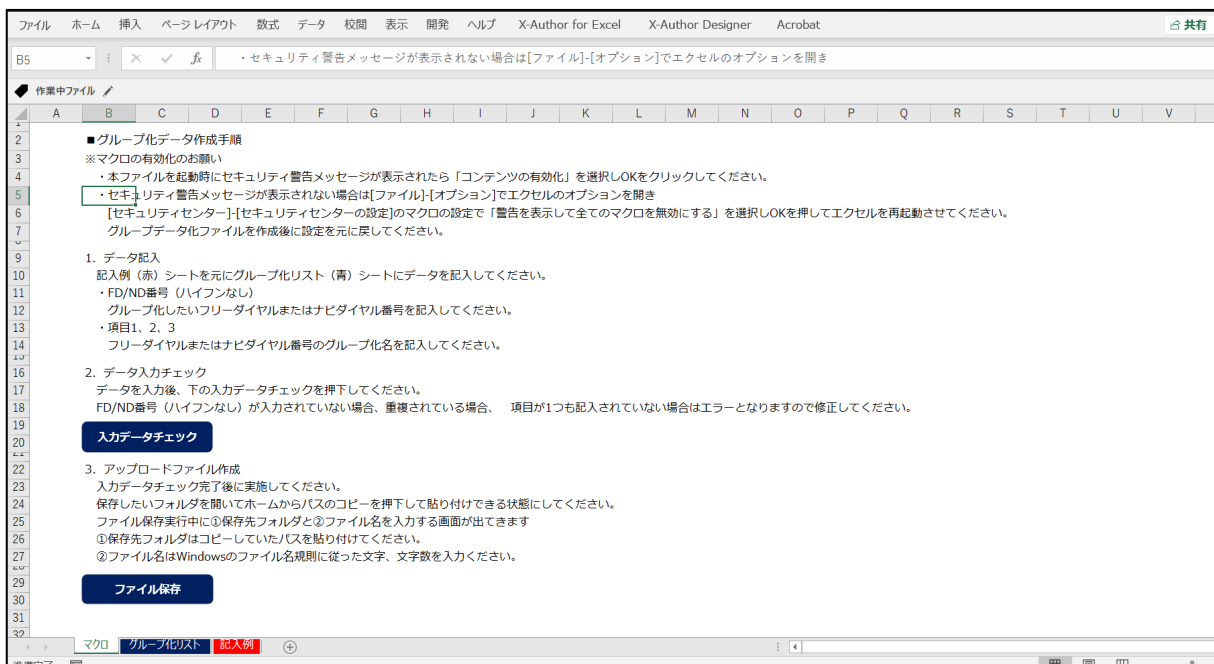 ファイル ホーム 挿入 ページ レイアウト 数式 データ 校閲 表示 開発 ヘルプ X-Author for Excel X-Author Designer Acrobat 共有
B5 fx ・セキュリティ警告メッセージが表示されない場合は[ファイル]-[オプション]でエクセルのオプションを開き
作業中ファイル
A B C D E F G H I J K L M N O P Q R S T U V
2 ■グループ化データ作成手順
3 ※マクロの有効化のお願い
4 ・本ファイルを起動時にセキュリティ警告メッセージが表示されたら「コンテンツの有効化」を選択しOKをクリックしてください。
5 ・セキュリティ警告メッセージが表示されない場合は[ファイル]-[オプション]でエクセルのオプションを開き
6 [セキュリティセンター]-[セキュリティセンターの設定]のマクロの設定で「警告を表示して全てのマクロを無効にする」を選択しOKを押してエクセルを再起動させてください。
7 グループデータ化ファイルを作成後に設定を元に戻してください。
9 1．データ記入
10 記入例（赤）シートを元にグループ化リスト（青）シートにデータを記入してください。
11 ・FD/ND番号（ハイフンなし）
12 グループ化したいフリーダイヤルまたはナビダイヤル番号を記入してください。
13 ・項目1、2、3
14 フリーダイヤルまたはナビダイヤル番号のグループ化名を記入してください。
16 2．データ入力チェック
17 データを入力後、下の入力データチェックを押下してください。
18 FD/ND番号（ハイフンなし）が入力されていない場合、重複されている場合、 項目が1つも記入されていない場合はエラーとなりますので修正してください。
19
20 入力データチェック
22 3．アップロードファイル作成
23 入力データチェック完了後に実施してください。
24 保存したいフォルダを開いてホームからパスのコピーを押下して貼り付けできる状態にしてください。
25 ファイル保存実行中に①保存先フォルダと②ファイル名を入力する画面が出てきます
26 ①保存先フォルダはコピーしていたパスを貼り付けてください。
27 ②ファイル名はWindowsのファイル名規則に従った文字、文字数を入力ください。
29 ファイル保存
30
31
32
マクロ グループ化リスト 記入例